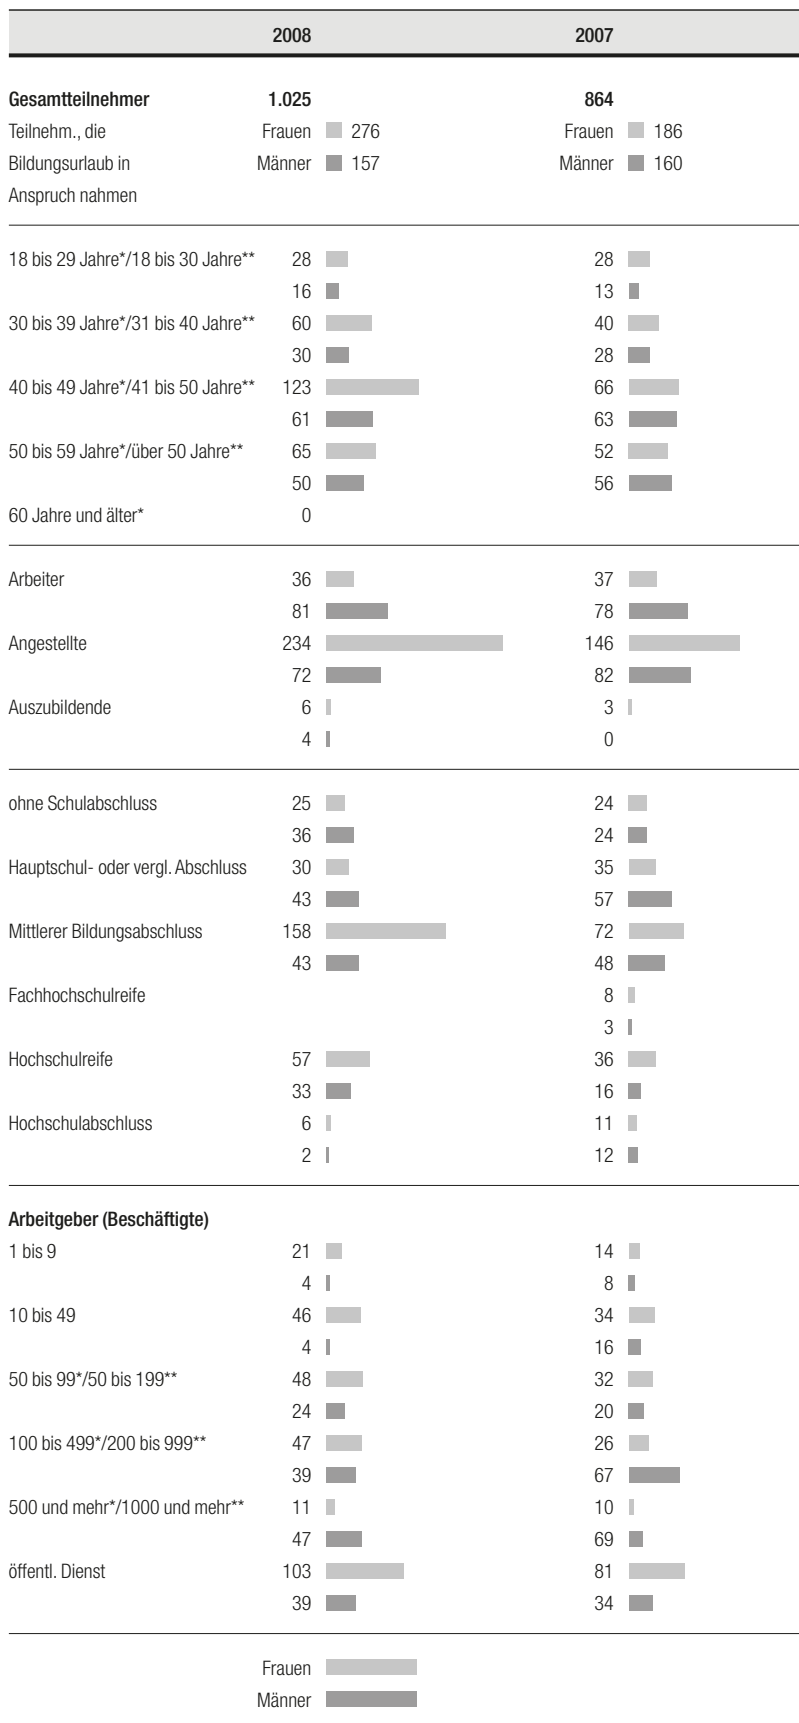 2008 2007
Gesamtteilnehmer 1.025 864
Teilnehm., die Frauen 276 Frauen 186
Bildungsurlaub in Männer 157 Männer 160
Anspruch nahmen
18 bis 29 Jahre*/18 bis 30 Jahre** 28 28
16 13
30 bis 39 Jahre*/31 bis 40 Jahre** 60 40
30 28
40 bis 49 Jahre*/41 bis 50 Jahre** 123 66
61 63
50 bis 59 Jahre*/über 50 Jahre** 65 52
50 56
60 Jahre und älter* 0
Arbeiter 36 37
81 78
Angestellte 234 146
72 82
Auszubildende 6 3
4 0
ohne Schulabschluss 25 24
36 24
Hauptschul- oder vergl. Abschluss 30 35
43 57
Mittlerer Bildungsabschluss 158 72
43 48
Fachhochschulreife 8
3
Hochschulreife 57 36
33 16
Hochschulabschluss 6 11
2 12
Arbeitgeber (Beschäftigte)
1 bis 9 21 14
4 8
10 bis 49 46 34
4 16
50 bis 99*/50 bis 199** 48 32
24 20
100 bis 499*/200 bis 999** 47 26
39 67
500 und mehr*/1000 und mehr** 11 10
47 69
öffentl. Dienst 103 81
39 34
Frauen
Männer